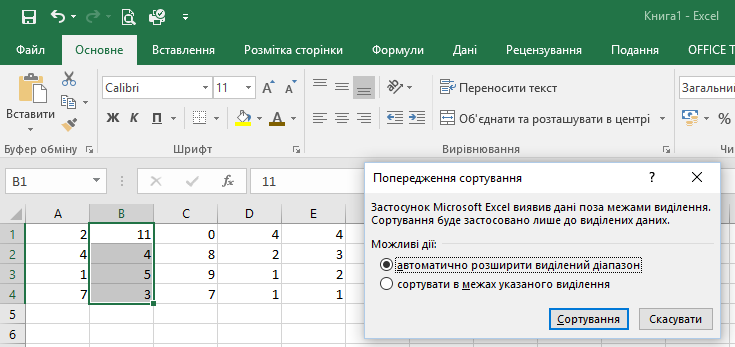 Книга1 - Excel
Файл Основне Вставлення Розмітка сторінки Формули Дані Рецензування Подання OFFICE T
Вставити
Calibri 11 A A
Ж К П A
Переносити текст
Об'єднати та розташувати в центрі
Загальни
% 
Буфер обміну Шрифт Вирівнювання Чи
B1 fx 11
A B C D E
1 2 11 0 4 4
2 4 4 8 2 3
3 1 5 9 1 2
4 7 3 7 1 1
5
6
Попередження сортування ?
Застосунок Microsoft Excel виявив дані поза межами виділення.
Сортування буде застосовано лише до виділених даних.
Можливі дії:
автоматично розширити виділений діапазон
сортувати в межах указаного виділення
Сортування Скасувати